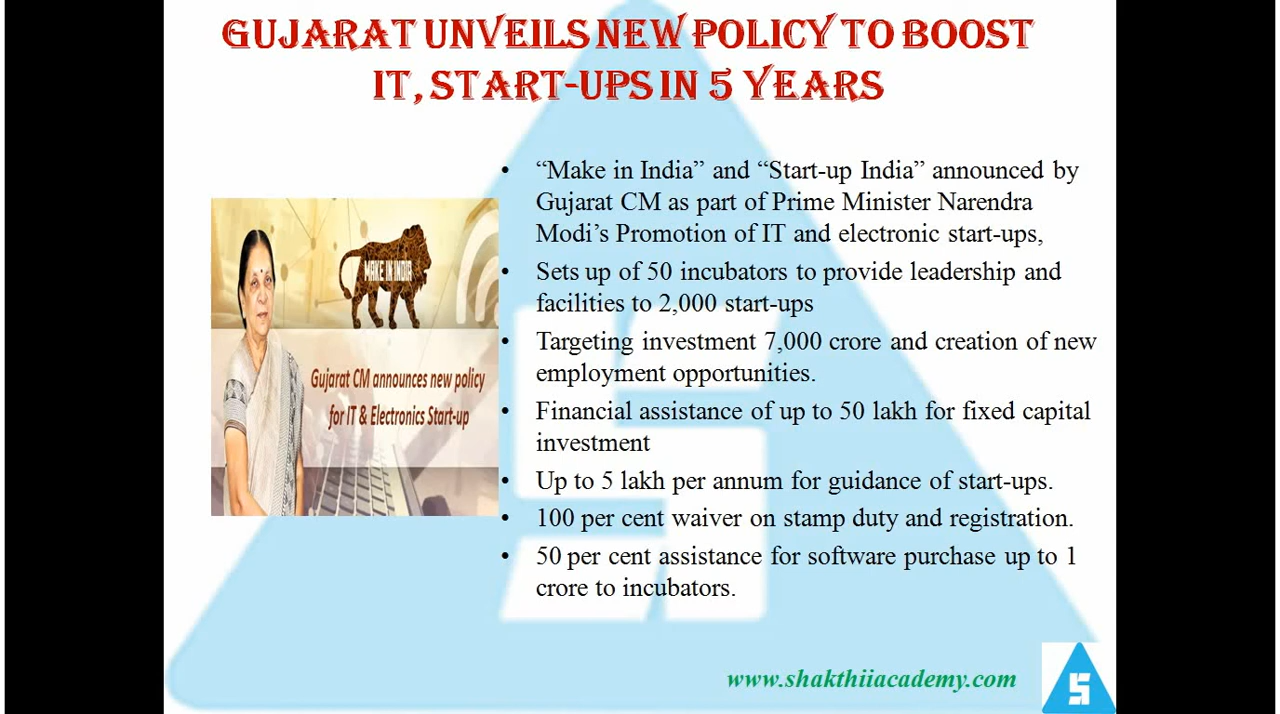 GUJARAT UNVEILS NEW POLICY TO BOOST
IT, START-UPS IN 5 YEARS
• “Make in India” and “Start-up India” announced by
Gujarat CM as part of Prime Minister Narendra
Modi’s Promotion of IT and electronic start-ups,
• Sets up of 50 incubators to provide leadership and
facilities to 2,000 start-ups
• Targeting investment 7,000 crore and creation of new
employment opportunities.
• Financial assistance of up to 50 lakh for fixed capital
investment
• Up to 5 lakh per annum for guidance of start-ups.
• 100 per cent waiver on stamp duty and registration.
• 50 per cent assistance for software purchase up to 1
crore to incubators.
MAKE IN INDIA
Gujarat CM announces new policy
for IT & Electronics Start-up
www.shakthiiacademy.com